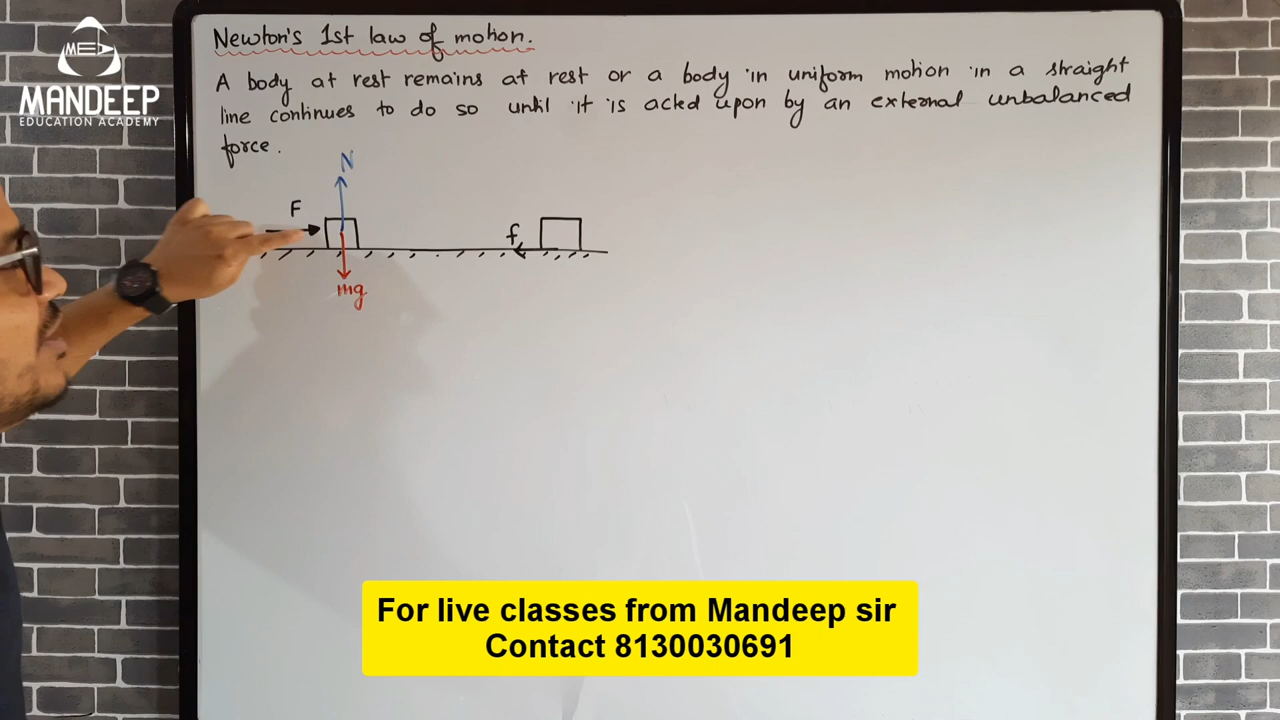 MED
MANDEEP
EDUCATION ACADEMY
Newton's 1st law of motion.
A body at rest remains at rest or a body in uniform motion in a straight
line continues to do so until it is acted upon by an external unbalanced
force.
N
F
f
mg
For live classes from Mandeep sir
Contact 8130030691